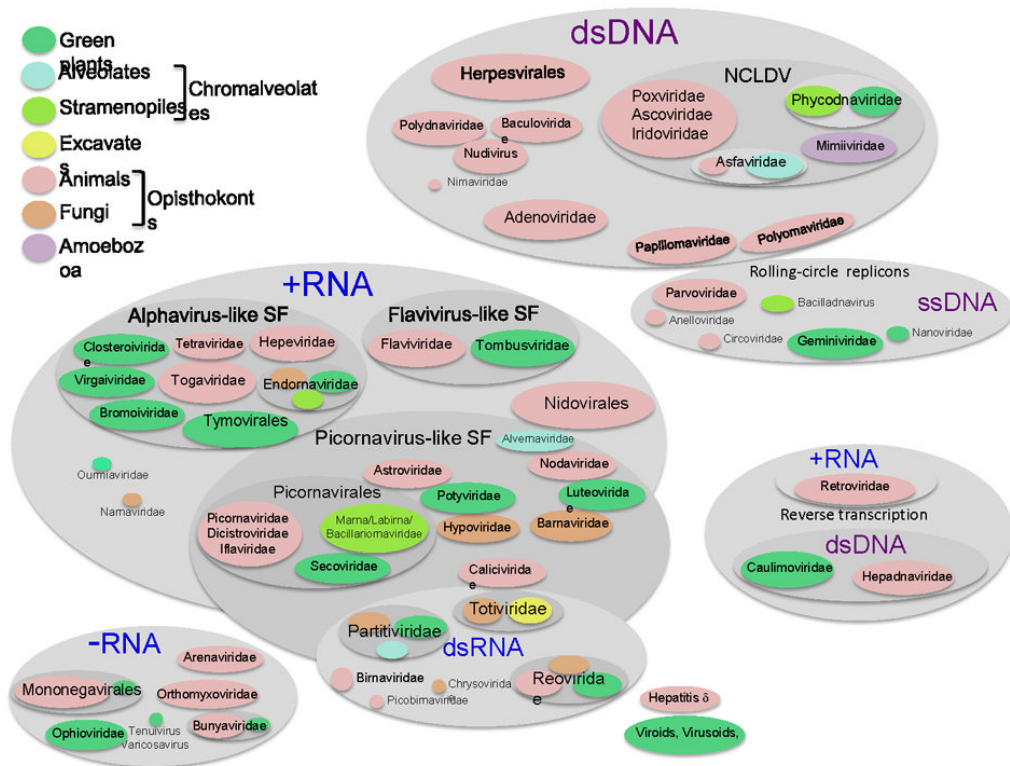 Green
plants
Alveolates
Stramenopiles
Chromalveolat
es
Excavate
s
Animals
Fungi
Opisthokont
s
Amoeboz
oa
dsDNA
Herpesvirales
NCLDV
Poxviridae
Ascoviridae
Iridoviridae
Phycodnaviridae
Polydnaviridae
Baculovirida
e
Nudivirus
Nimaviridae
Mimiiviridae
Asfaviridae
Adenoviridae
Papillomaviridae
Polyomaviridae
Rolling-circle replicons
ssDNA
Parvoviridae
Bacilladnavirus
Anelloviridae
Circoviridae
Geminiviridae
Nanoviridae
+RNA
Alphavirus-like SF
Flavivirus-like SF
Closteroivirida
e
Tetraviridae
Hepeviridae
Flaviviridae
Tombusviridae
Virgaiviridae
Togaviridae
Endornaviridae
Bromoiviridae
Tymovirales
Nidovirales
Picornavirus-like SF
Alvernaviridae
Ourmiaviridae
Narnaviridae
Astroviridae
Nodaviridae
Picornavirales
Potyviridae
Luteovirida
e
Picornaviridae
Dicistroviridae
Iflaviridae
Marna/Labirna/
Bacillariornaviridae
Hypoviridae
Barnaviridae
Secoviridae
Calicivirida
e
+RNA
Retroviridae
Reverse transcription
dsDNA
Caulimoviridae
Hepadnaviridae
Totiviridae
Partitiviridae
dsRNA
Birnaviridae
Chrysovirida
e
Picobirnaviridae
Reovirida
e
-RNA
Arenaviridae
Mononegavirales
Orthomyxoviridae
Ophioviridae
Tenuivirus
Varicosavirus
Bunyaviridae
Hepatitis δ
Viroids, Virusoids,